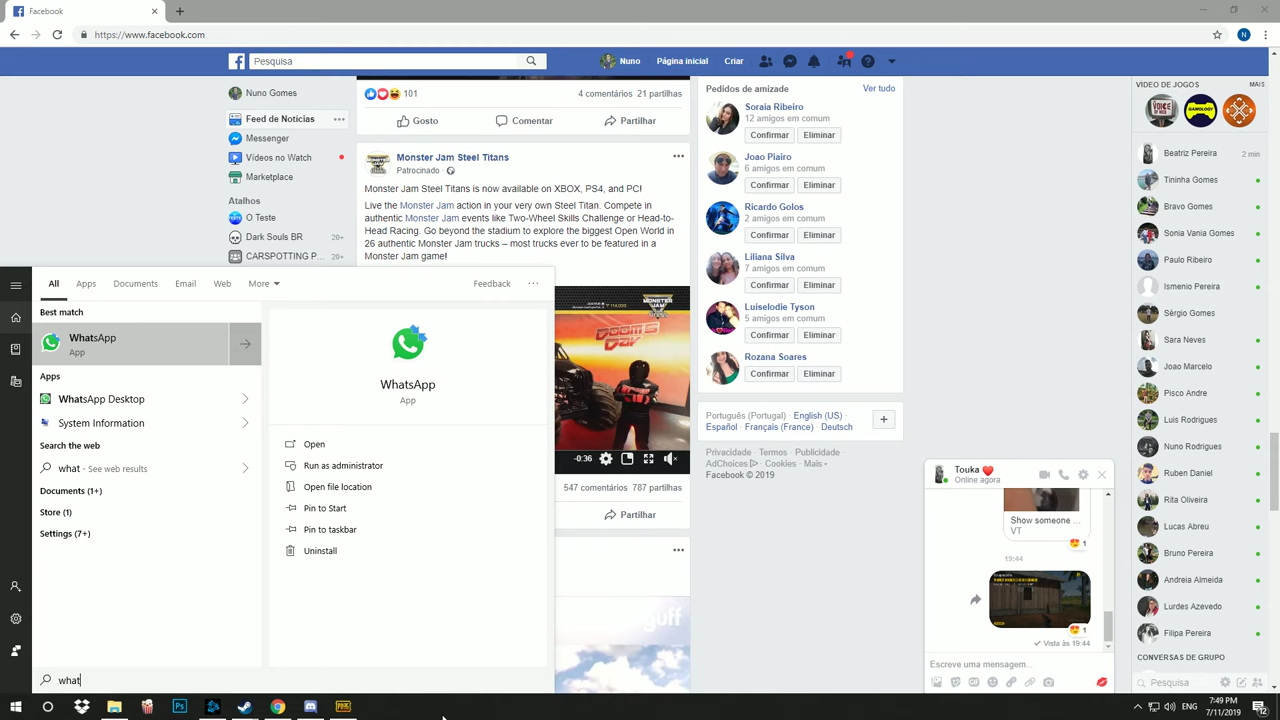 Facebook
https://www.facebook.com
N
Pesquisa
Nuno
Página inicial
Criar
Nuno Gomes
Feed de Notícias
Messenger
Vídeos no Watch
Marketplace
Atalhos
O Teste
Dark Souls BR 20+
CARSPOTTING P... 20+
101
4 comentários 21 partilhas
Gosto
Comentar
Partilhar
Monster Jam Steel Titans
Patrocinado
Monster Jam Steel Titans is now available on XBOX, PS4, and PC!
Live the Monster Jam action in your very own Steel Titan. Compete in
authentic Monster Jam events like Two-Wheel Skills Challenge or Head-to-
Head Racing. Go beyond the stadium to explore the biggest Open World in
26 authentic Monster Jam trucks – most trucks ever to be featured in a
Monster Jam game!
MONSTER JAM
-0:36
547 comentários 787 partilhas
Partilhar
Pedidos de amizade
Ver tudo
Soraia Ribeiro
12 amigos em comum
Confirmar Eliminar
Joao Piairo
6 amigos em comum
Confirmar Eliminar
Ricardo Golos
2 amigos em comum
Confirmar Eliminar
Liliana Silva
7 amigos em comum
Confirmar Eliminar
Luiselodie Tyson
5 amigos em comum
Confirmar Eliminar
Rozana Soares
Confirmar Eliminar
Português (Portugal) · English (US) ·
Español · Français (France) · Deutsch
Privacidade · Termos · Publicidade ·
AdChoices · Cookies · Mais
Facebook © 2019
VÍDEO DE JOGOS
MAIS
Beatriz Pereira 2 min
Tininha Gomes
Bravo Gomes
Sonia Vania Gomes
Paulo Ribeiro
Ismenio Pereira
Sérgio Gomes
Sara Neves
Joao Marcelo
Pisco Andre
Luis Rodrigues
Nuno Rodrigues
Ruben Daniel
Rita Oliveira
Lucas Abreu
Bruno Pereira
Andreia Almeida
Lurdes Azevedo
Filipa Pereira
CONVERSAS DE GRUPO
Pesquisa
Touka
Online agora
Show someone ...
VT
1
19:44
1
Vista às 19:44
Escreve uma mensagem...
All
Apps
Documents
Email
Web
More
Feedback
Best match
WhatsApp
App
Apps
WhatsApp Desktop
System Information
Search the web
what - See web results
Documents (1+)
Store (1)
Settings (7+)
WhatsApp
App
Open
Run as administrator
Open file location
Pin to Start
Pin to taskbar
Uninstall
what
Ps
ENG
7:49 PM
7/11/2019
12